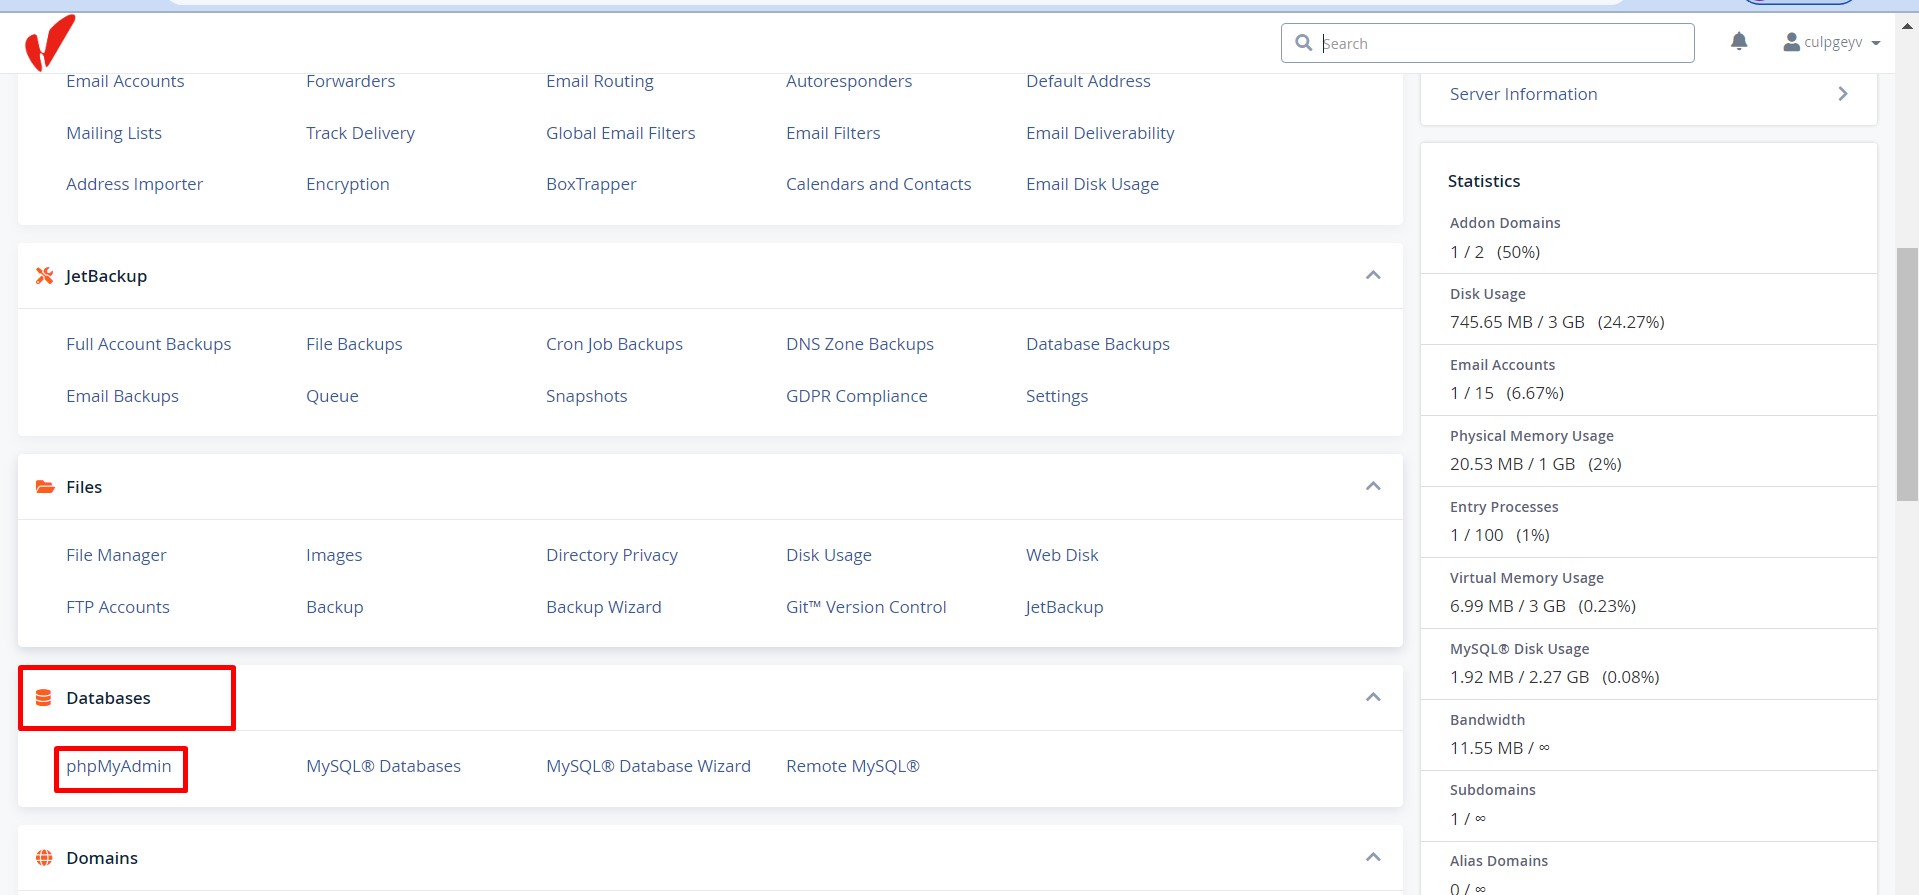 Search
culpgeyv
Email Accounts
Forwarders
Email Routing
Autoresponders
Default Address
Mailing Lists
Track Delivery
Global Email Filters
Email Filters
Email Deliverability
Address Importer
Encryption
BoxTrapper
Calendars and Contacts
Email Disk Usage
JetBackup
Full Account Backups
File Backups
Cron Job Backups
DNS Zone Backups
Database Backups
Email Backups
Queue
Snapshots
GDPR Compliance
Settings
Files
File Manager
Images
Directory Privacy
Disk Usage
Web Disk
FTP Accounts
Backup
Backup Wizard
Git™ Version Control
JetBackup
Databases
phpMyAdmin
MySQL® Databases
MySQL® Database Wizard
Remote MySQL®
Domains
Server Information
Statistics
Addon Domains
1 / 2 (50%)
Disk Usage
745.65 MB / 3 GB (24.27%)
Email Accounts
1 / 15 (6.67%)
Physical Memory Usage
20.53 MB / 1 GB (2%)
Entry Processes
1 / 100 (1%)
Virtual Memory Usage
6.99 MB / 3 GB (0.23%)
MySQL® Disk Usage
1.92 MB / 2.27 GB (0.08%)
Bandwidth
11.55 MB / ∞
Subdomains
1 / ∞
Alias Domains
0 / ∞